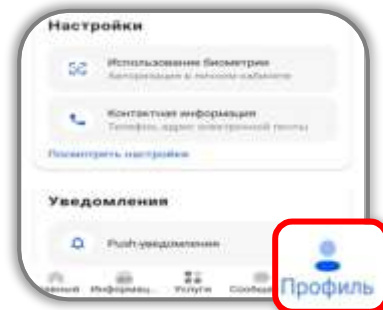 Настройки
Использование биометрии
Авторизация в личном кабинете
Контактная информация
Телефон, адрес электронной почты
Посмотреть настройки
Уведомления
Push-уведомления
Информац...
Услуги
Профиль